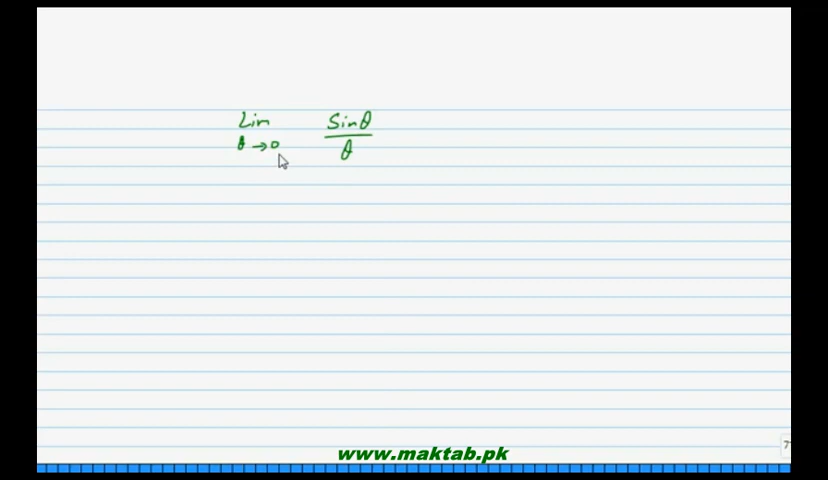 Lim Sinθ
θ→0 θ
www.maktab.pk